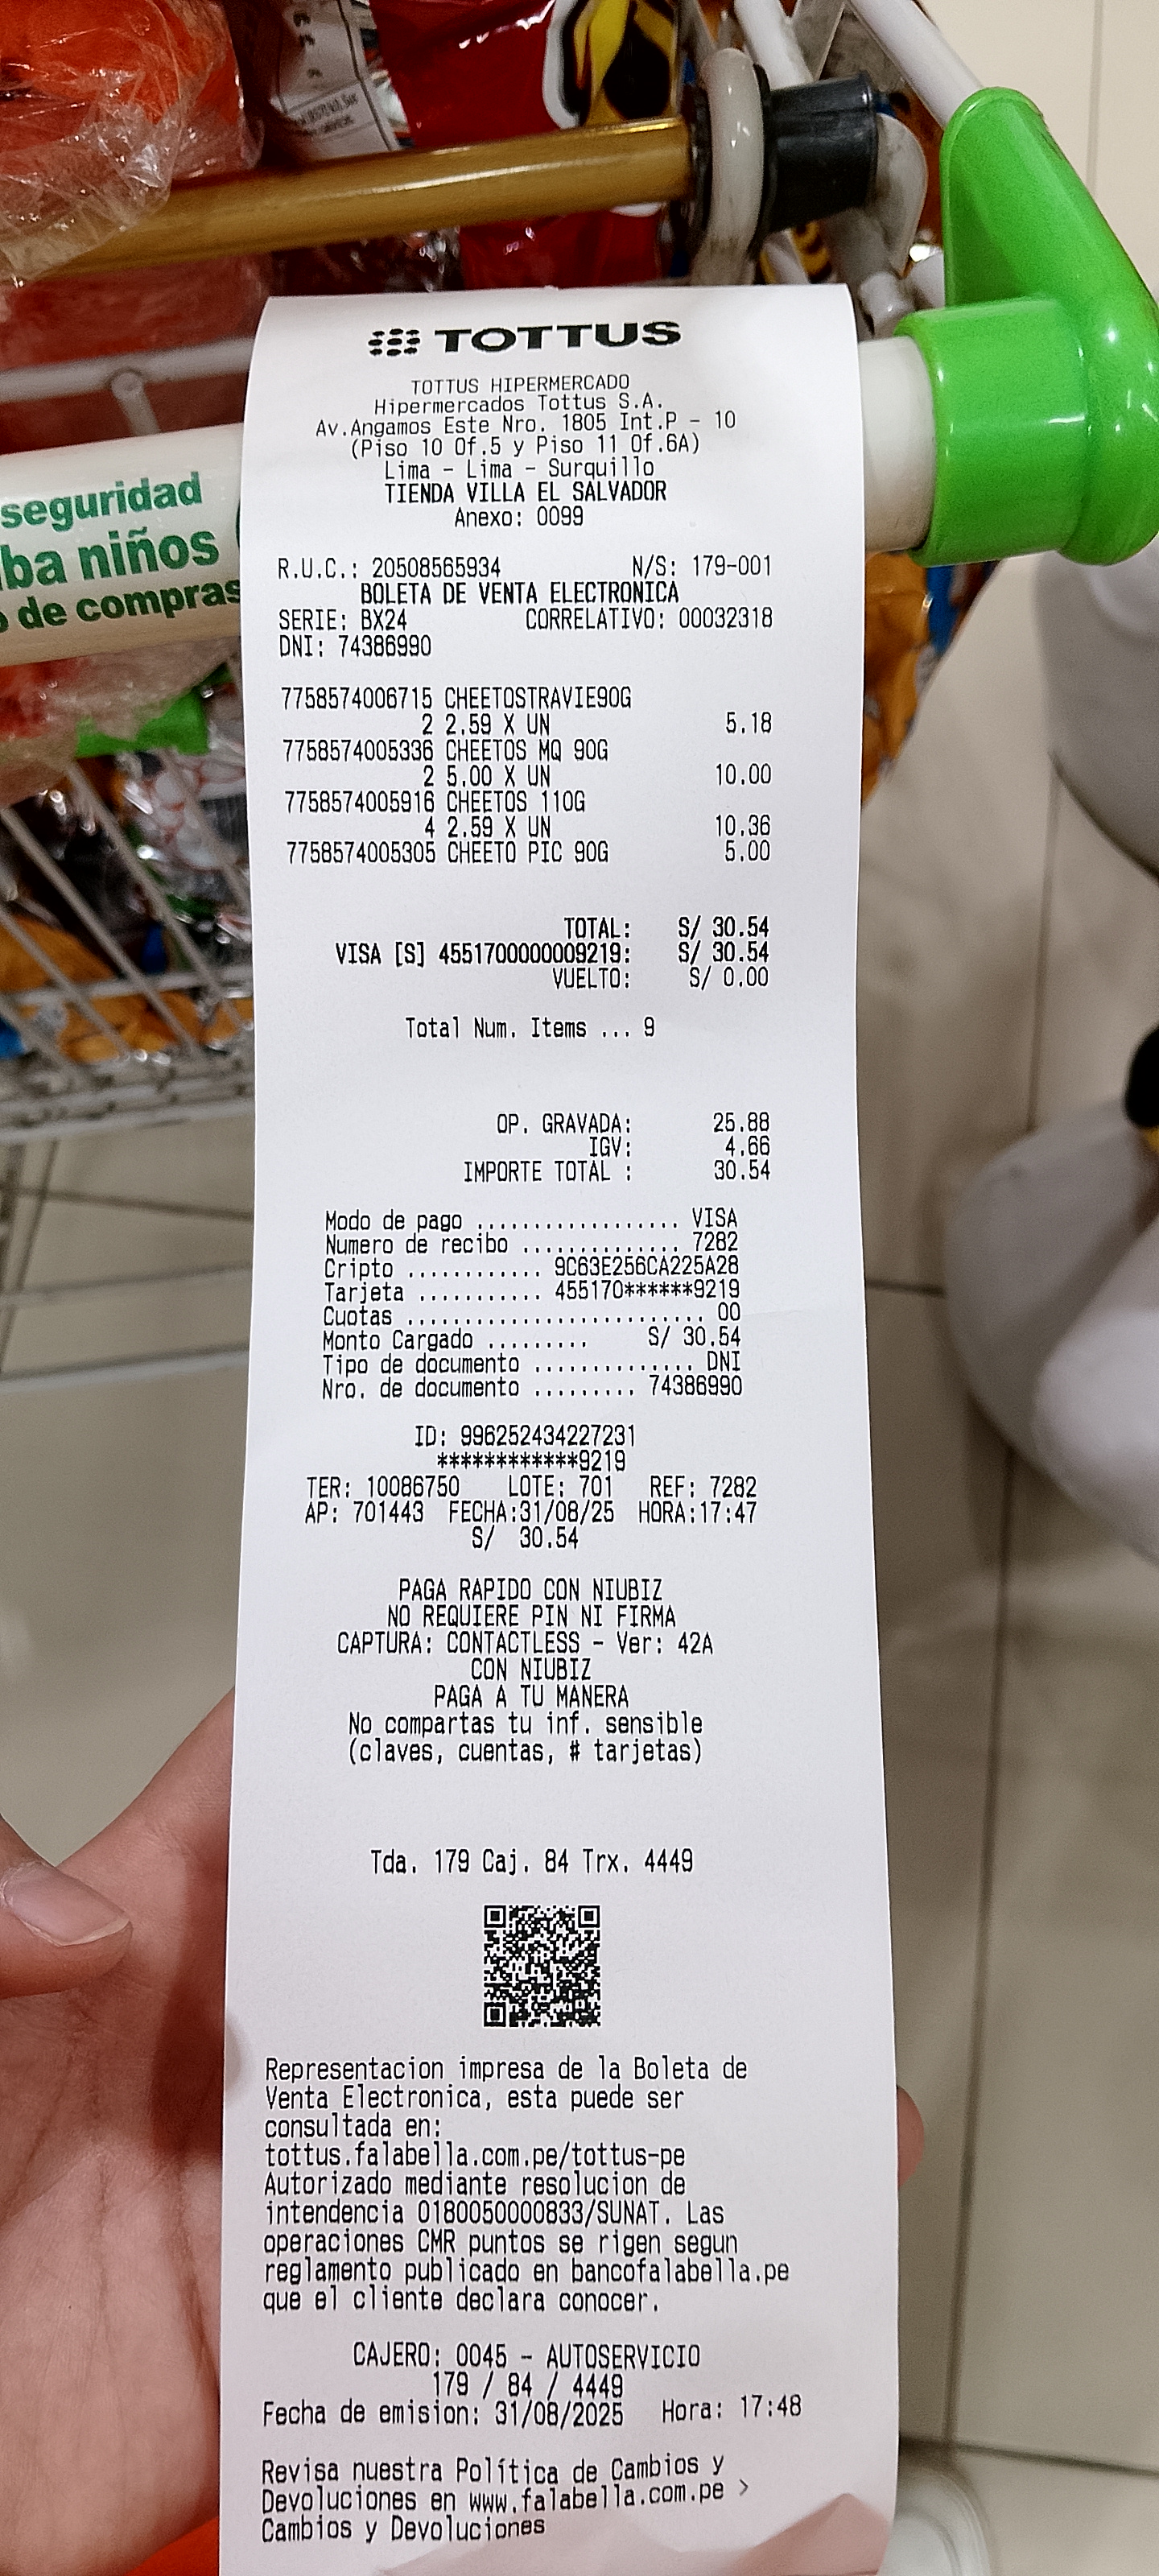 seguridad
ba niños
de compras
TOTTUS
TOTTUS HIPERMERCADO
Hipermercados Tottus S.A.
Av.Angamos Este Nro. 1805 Int.P - 10
(Piso 10 Of.5 y Piso 11 Of.6A)
Lima - Lima - Surquillo
TIENDA VILLA EL SALVADOR
Anexo: 0099
R.U.C.: 20508565934 N/S: 179-001
BOLETA DE VENTA ELECTRONICA
SERIE: BX24 CORRELATIVO: 00032318
DNI: 74386990
7758574006715 CHEETOSTRAVIE90G
2 2.59 X UN 5.18
7758574005336 CHEETOS MQ 90G
2 5.00 X UN 10.00
7758574005916 CHEETOS 110G
4 2.59 X UN 10.36
7758574005305 CHEETO PIC 90G 5.00
TOTAL: S/ 30.54
VISA [S] 4551700000009219: S/ 30.54
VUELTO: S/ 0.00
Total Num. Items ... 9
OP. GRAVADA: 25.88
IGV: 4.66
IMPORTE TOTAL : 30.54
Modo de pago .................. VISA
Numero de recibo .............. 7282
Cripto ............ 9C63E256CA225A28
Tarjeta ........... 455170******9219
Cuotas .......................... 00
Monto Cargado ......... S/ 30.54
Tipo de documento .............. DNI
Nro. de documento ......... 74386990
ID: 996252434227231
************9219
TER: 10086750 LOTE: 701 REF: 7282
AP: 701443 FECHA:31/08/25 HORA:17:47
S/ 30.54
PAGA RAPIDO CON NIUBIZ
NO REQUIERE PIN NI FIRMA
CAPTURA: CONTACTLESS - Ver: 42A
CON NIUBIZ
PAGA A TU MANERA
No compartas tu inf. sensible
(claves, cuentas, # tarjetas)
Tda. 179 Caj. 84 Trx. 4449
Representacion impresa de la Boleta de
Venta Electronica, esta puede ser
consultada en:
tottus.falabella.com.pe/tottus-pe
Autorizado mediante resolucion de
intendencia 0180050000833/SUNAT. Las
operaciones CMR puntos se rigen segun
reglamento publicado en bancofalabella.pe
que el cliente declara conocer.
CAJERO: 0045 - AUTOSERVICIO
179 / 84 / 4449
Fecha de emision: 31/08/2025 Hora: 17:48
Revisa nuestra Política de Cambios y
Devoluciones en www.falabella.com.pe >
Cambios y Devoluciones